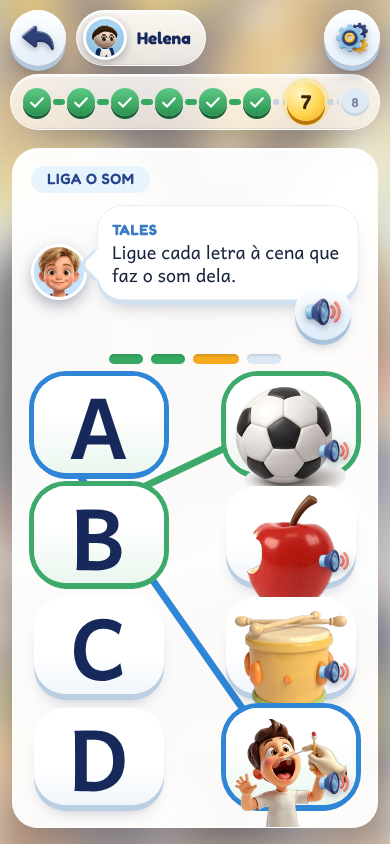 Helena
7
8
LIGA O SOM
TALES
Ligue cada letra à cena que
faz o som dela.
A
B
C
D